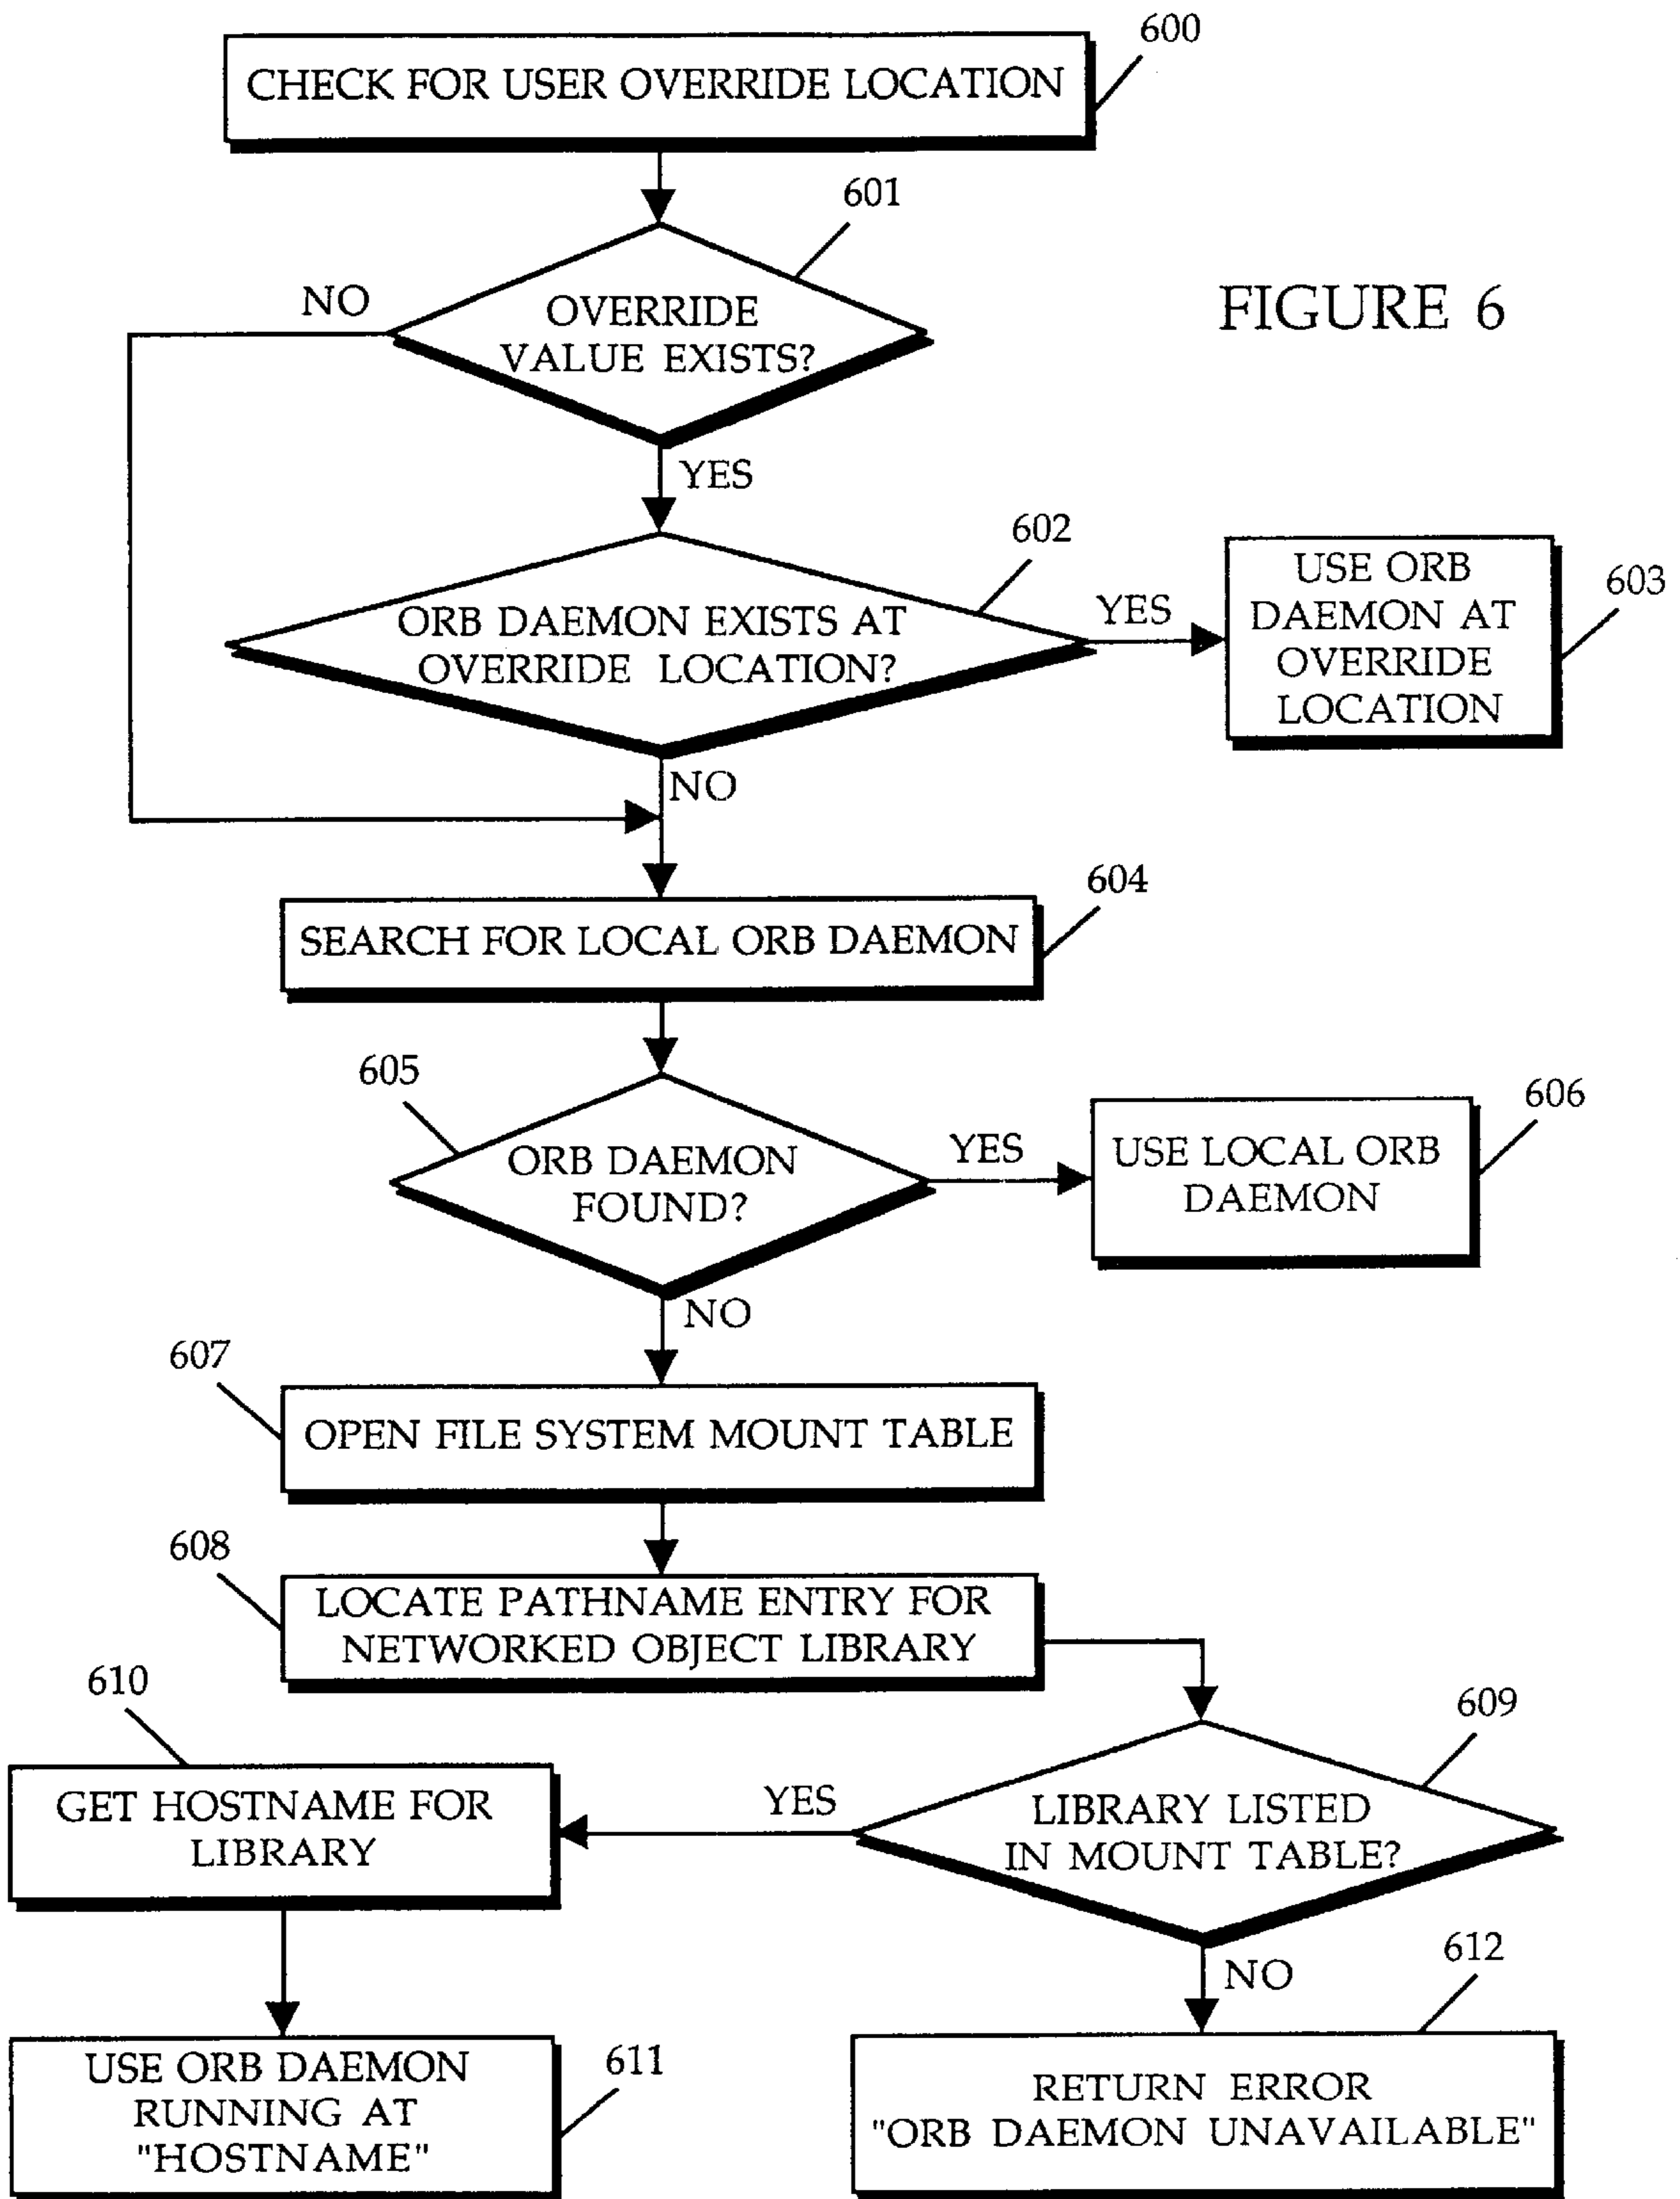 600
CHECK FOR USER OVERRIDE LOCATION
601
NO
OVERRIDE
VALUE EXISTS?
FIGURE 6
YES
602
ORB DAEMON EXISTS AT
OVERRIDE LOCATION?
YES
USE ORB
DAEMON AT
OVERRIDE
LOCATION
603
NO
604
SEARCH FOR LOCAL ORB DAEMON
605
ORB DAEMON
FOUND?
YES
USE LOCAL ORB
DAEMON
606
NO
607
OPEN FILE SYSTEM MOUNT TABLE
608
LOCATE PATHNAME ENTRY FOR
NETWORKED OBJECT LIBRARY
609
610
GET HOSTNAME FOR
LIBRARY
YES
LIBRARY LISTED
IN MOUNT TABLE?
NO
612
USE ORB DAEMON
RUNNING AT
"HOSTNAME"
611
RETURN ERROR
"ORB DAEMON UNAVAILABLE"